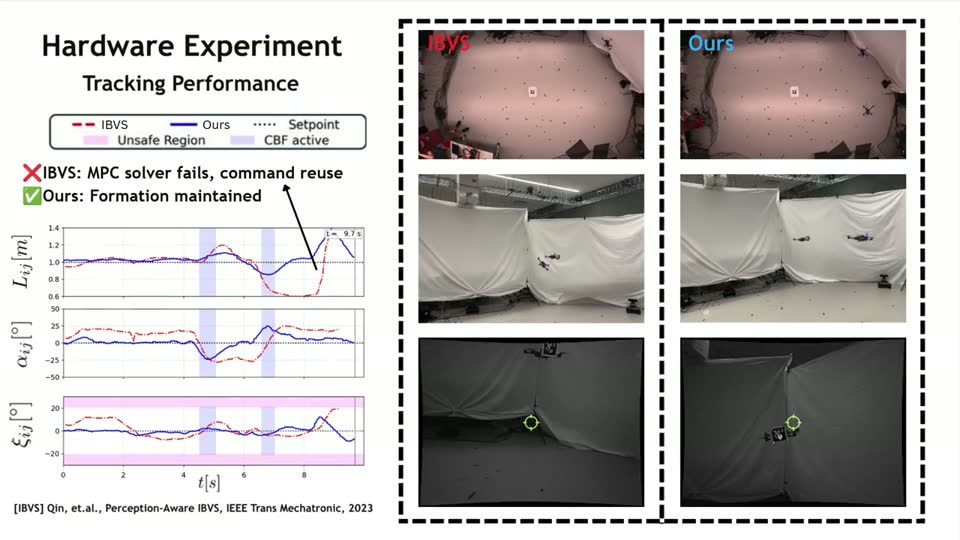 Hardware Experiment
Tracking Performance
IBVS Ours Setpoint
Unsafe Region CBF active
❌IBVS: MPC solver fails, command reuse
✅Ours: Formation maintained
1.4
1.2
1.0
0.8
0.6
L_ij[m]
t = 9.7 s
50
25
0
−25
−50
α_ij[°]
20
0
−20
ξ_ij[°]
0 2 4 6 8
t[s]
[IBVS] Qin, et.al., Perception-Aware IBVS, IEEE Trans Mechatronic, 2023
IBVS
Ours